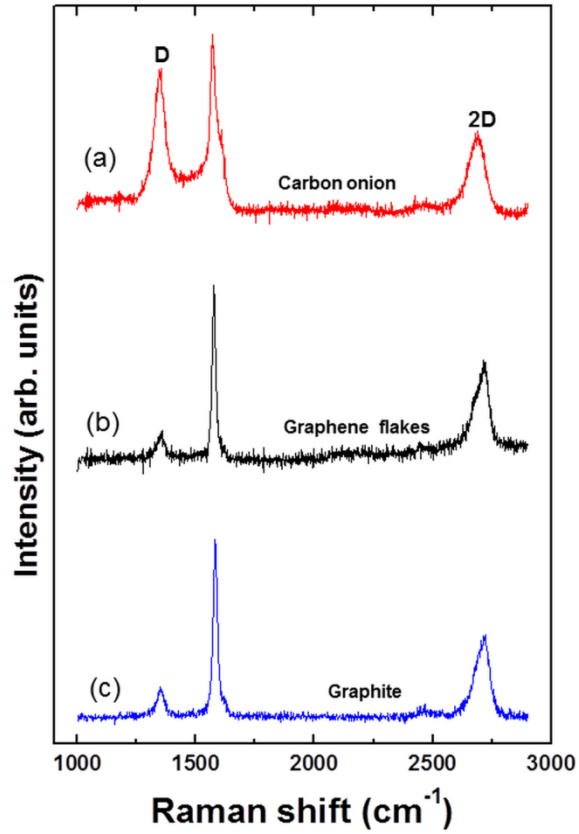 D
2D
(a)
Carbon onion
(b)
Graphene flakes
(c)
Graphite
Intensity (arb. units)
1000 1500 2000 2500 3000
Raman shift (cm⁻¹)